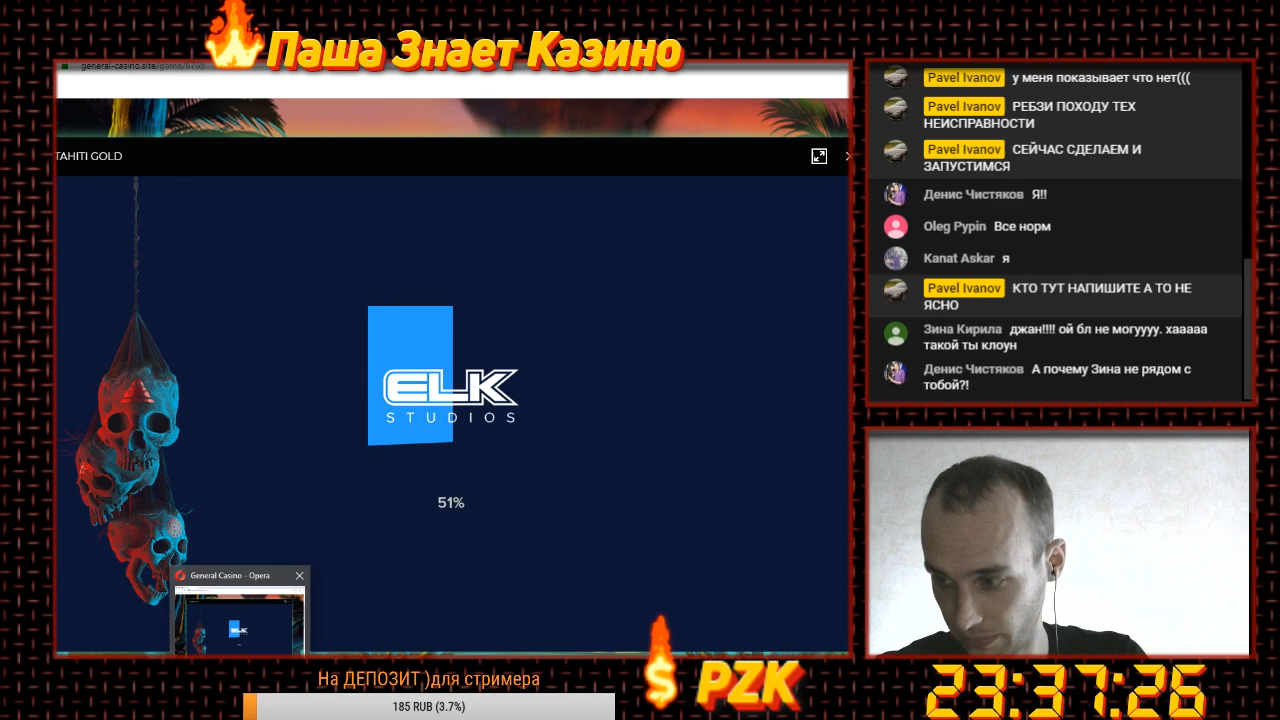 Паша Знает Казино
general-casino.site/game/6769
TAHITI GOLD
ELK
STUDIOS
51%
General Casino - Opera
ELK
На ДЕПОЗИТ )для стримера
185 RUB (3.7%)
$ PZK
Pavel Ivanov у меня показывает что нет(((
Pavel Ivanov РЕБЗИ ПОХОДУ ТЕХ
НЕИСПРАВНОСТИ
Pavel Ivanov СЕЙЧАС СДЕЛАЕМ И
ЗАПУСТИМСЯ
Денис Чистяков Я!!
Oleg Pypin Все норм
Kanat Askar я
Pavel Ivanov КТО ТУТ НАПИШИТЕ А ТО НЕ
ЯСНО
Зина Кирила джан!!!! ой бл не могуууу. хааааа
такой ты клоун
Денис Чистяков А почему Зина не рядом с
тобой?!
23:37:26